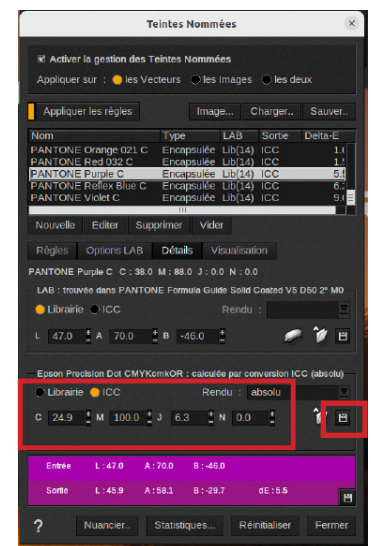 Teintes Nommées
Activer la gestion des Teintes Nommées
Appliquer sur : les Vecteurs les Images les deux
Appliquer les règles Image... Charger.. Sauver..
Nom Type LAB Sortie Delta-E
PANTONE Orange 021 C Encapsulée Lib(14) ICC
PANTONE Red 032 C Encapsulée Lib(14) ICC
PANTONE Purple C Encapsulée Lib(14) ICC
PANTONE Reflex Blue C Encapsulée Lib(14) ICC
PANTONE Violet C Encapsulée Lib(14) ICC
Nouvelle Editer Supprimer Vider
Règles Options LAB Détails Visualisation
PANTONE Purple C C : 38.0 M : 88.0 J : 0.0 N : 0.0
LAB : trouvée dans PANTONE Formula Guide Solid Coated V5 D50 2° M0
Librairie ICC Rendu :
L 47.0 A 70.0 B -46.0
Epson Precision Dot CMYKcmkOR : calculée par conversion ICC (absolu)
Librairie ICC Rendu : absolu
C 24.9 M 100.0 J 6.3 N 0.0
Entrée L : 47.0 A : 70.0 B : -46.0
Sortie L : 45.9 A : 58.1 B : -29.7 dE : 5.5
? Nuancier.. Statistiques... Réinitialiser Fermer